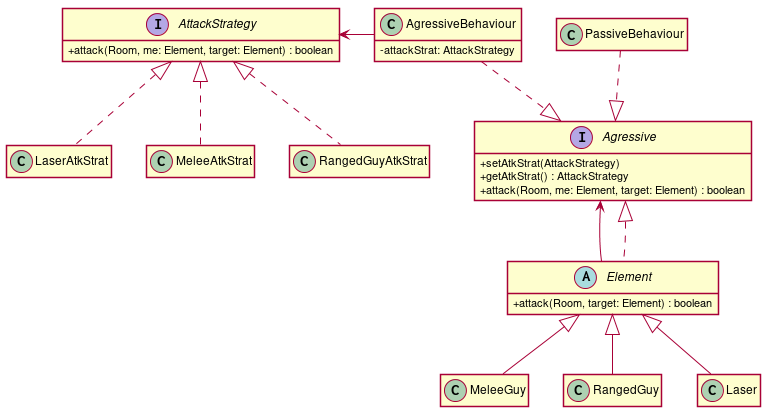 I AttackStrategy
+attack(Room, me: Element, target: Element) : boolean
C AgressiveBehaviour
-attackStrat: AttackStrategy
C PassiveBehaviour
C LaserAtkStrat
C MeleeAtkStrat
C RangedGuyAtkStrat
I Agressive
+setAtkStrat(AttackStrategy)
+getAtkStrat() : AttackStrategy
+attack(Room, me: Element, target: Element) : boolean
A Element
+attack(Room, target: Element) : boolean
C MeleeGuy
C RangedGuy
C Laser